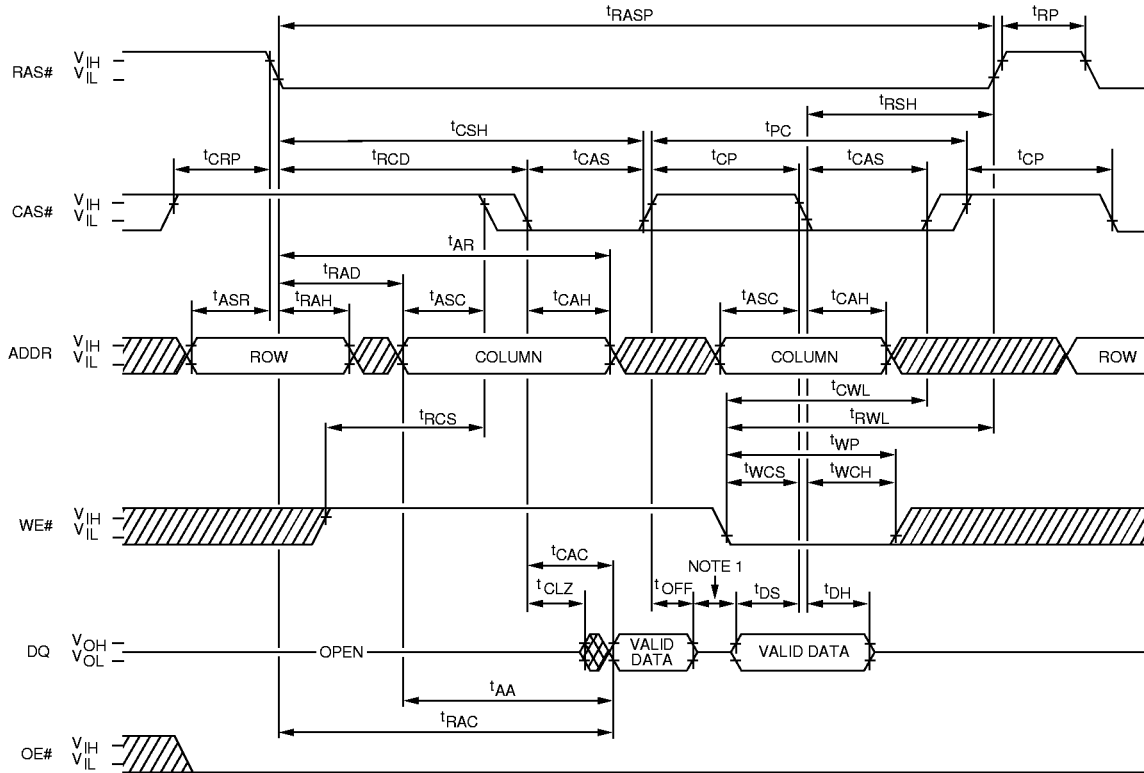 tRASP
tRP
RAS# VIH
VIL
tRSH
tCSH
tPC
tCRP
tRCD
tCAS
tCP
tCAS
tCP
CAS# VIH
VIL
tAR
tRAD
tASR
tRAH
tASC
tCAH
tASC
tCAH
ADDR VIH
VIL
ROW
COLUMN
COLUMN
ROW
tCWL
tRCS
tRWL
tWP
tWCS
tWCH
WE# VIH
VIL
tCAC
NOTE 1
tCLZ
tOFF
tDS
tDH
DQ VOH
VOL
OPEN
VALID
DATA
VALID DATA
tAA
tRAC
OE# VIH
VIL